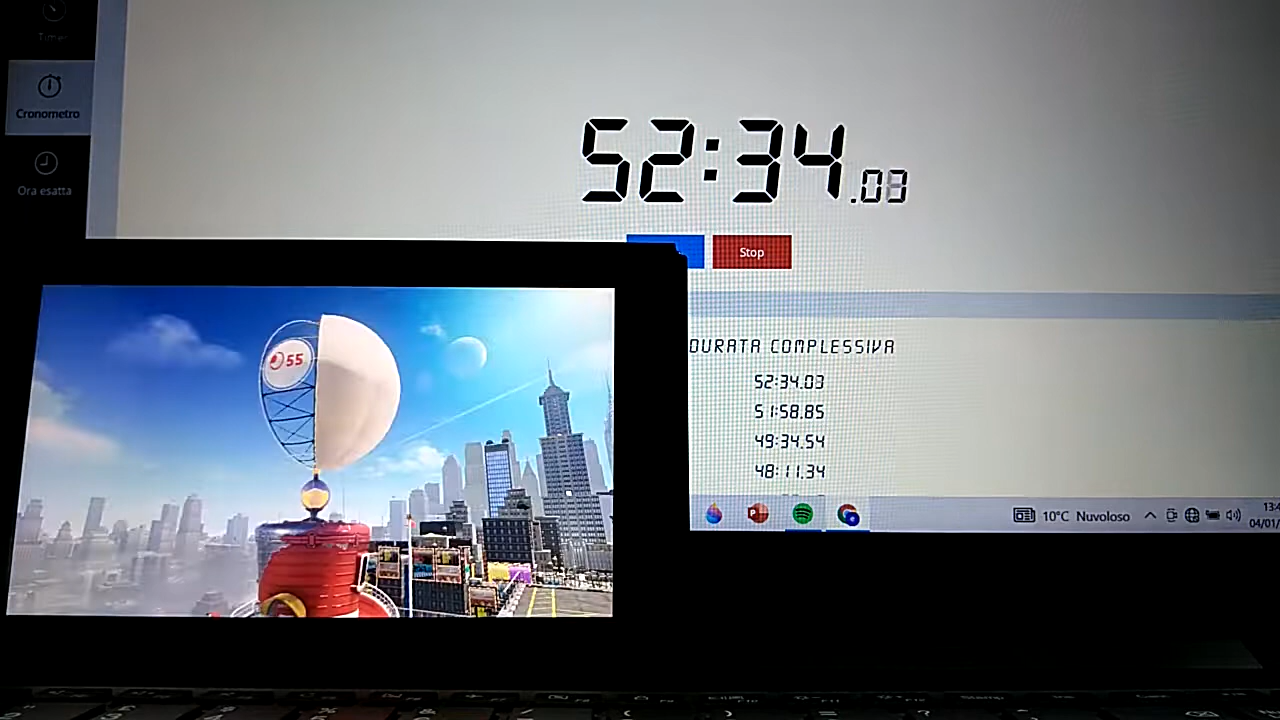 Timer
Cronometro
Ora esatta
52:34.03
Stop
55
DURATA COMPLESSIVA
52:34.03
51:58.85
49:34.54
48:11.34
10°C Nuvoloso